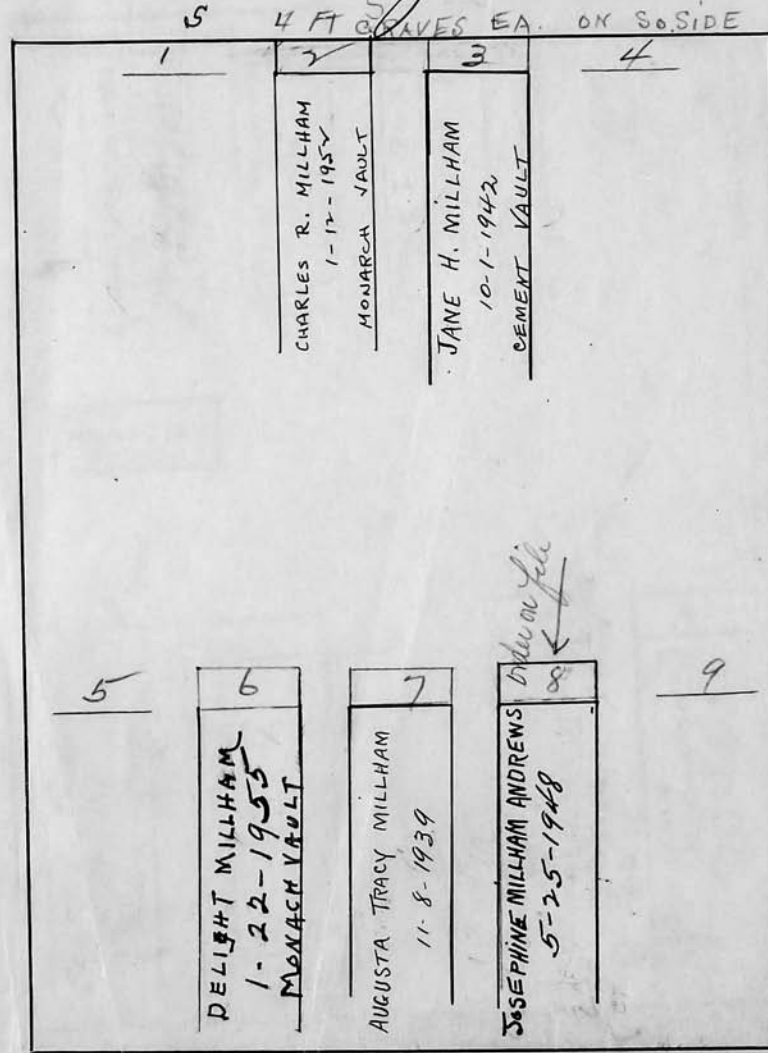 5 4 FT GRAVES EA. ON SO. SIDE
1
2
3
4
CHARLES R. MILLHAM
1-12-1952
MONARCH VAULT
JANE H. MILLHAM
10-1-1942
CEMENT VAULT
5
6
7
8
9
order on file
DELIGHT MILLHAM
1-22-1955
MONACH VAULT
AUGUSTA TRACY MILLHAM
11-8-1939
JOSEPHINE MILLHAM ANDREWS
5-25-1948